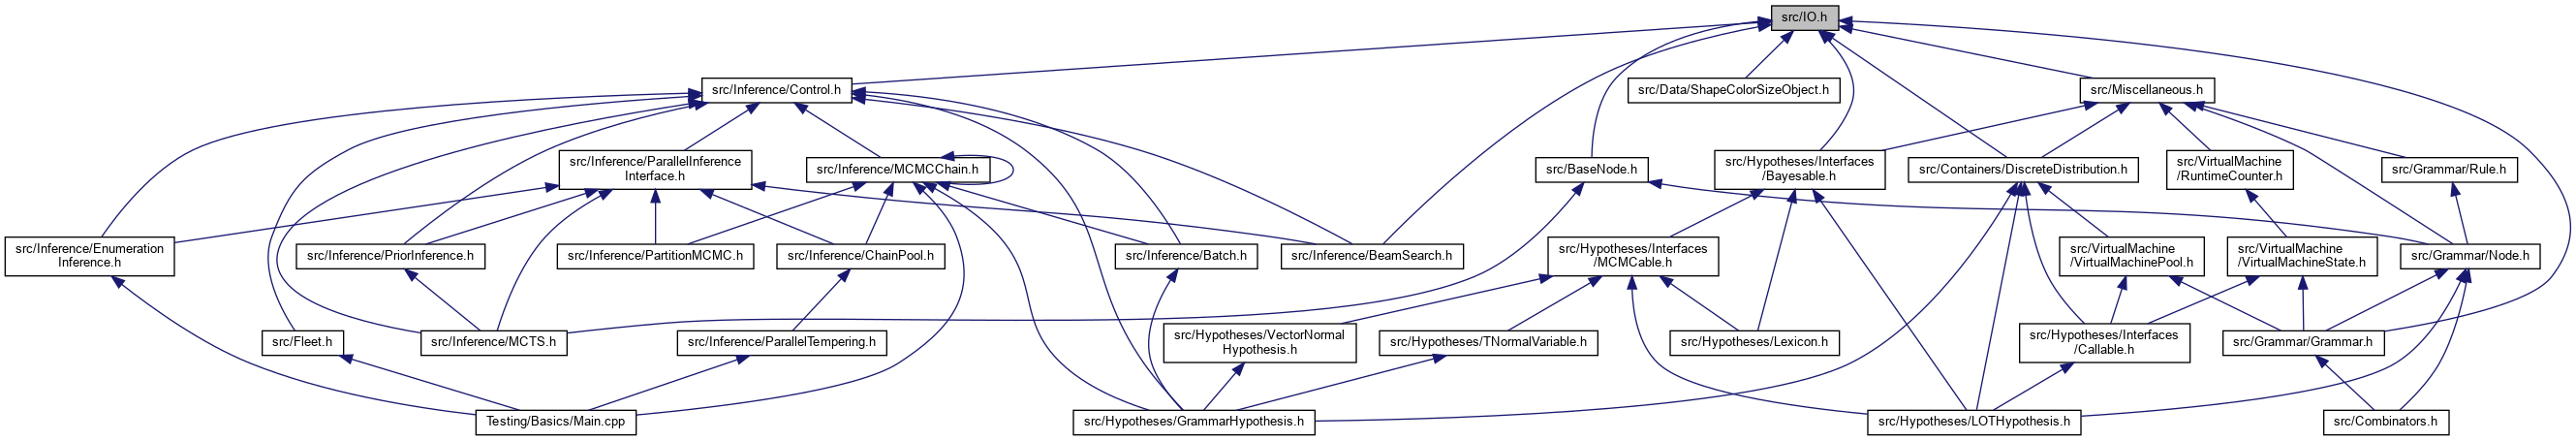 src/IO.h
src/Inference/Control.h
src/Data/ShapeColorSizeObject.h
src/Miscellaneous.h
src/Inference/ParallelInference
Interface.h
src/Inference/MCMCChain.h
src/BaseNode.h
src/Hypotheses/Interfaces
/Bayesable.h
src/Containers/DiscreteDistribution.h
src/VirtualMachine
/RuntimeCounter.h
src/Grammar/Rule.h
src/Inference/Enumeration
Inference.h
src/Inference/PriorInference.h
src/Inference/PartitionMCMC.h
src/Inference/ChainPool.h
src/Inference/Batch.h
src/Inference/BeamSearch.h
src/Hypotheses/Interfaces
/MCMCable.h
src/VirtualMachine
/VirtualMachinePool.h
src/VirtualMachine
/VirtualMachineState.h
src/Grammar/Node.h
src/Fleet.h
src/Inference/MCTS.h
src/Inference/ParallelTempering.h
src/Hypotheses/VectorNormal
Hypothesis.h
src/Hypotheses/TNormalVariable.h
src/Hypotheses/Lexicon.h
src/Hypotheses/Interfaces
/Callable.h
src/Grammar/Grammar.h
Testing/Basics/Main.cpp
src/Hypotheses/GrammarHypothesis.h
src/Hypotheses/LOTHypothesis.h
src/Combinators.h